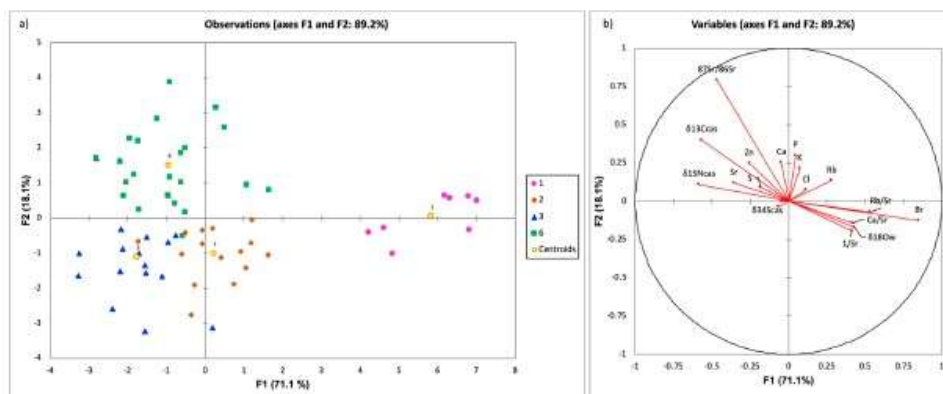 a)
Observations (axes F1 and F2: 89.2%)
5
4
3
2
1
0
-1
-2
-3
-4
-4 -3 -2 -1 0 1 2 3 4 5 6 7 8
F2 (18.1%)
F1 (71.1 %)
1
2
3
6
Centroids
b)
Variables (axes F1 and F2: 89.2%)
1
0.75
0.5
0.25
0
-0.25
-0.5
-0.75
-1
-1 -0.75 -0.5 -0.25 0 0.25 0.5 0.75 1
F2 (18.1%)
F1 (71.1%)
87Sr/86Sr
δ13Ccas
Zn
Ca
P
K
δ15Ncas
Sr
S
Cl
Rb
δ34Scas
Rb/Sr
Br
Ca/Sr
δ18Ow
1/Sr